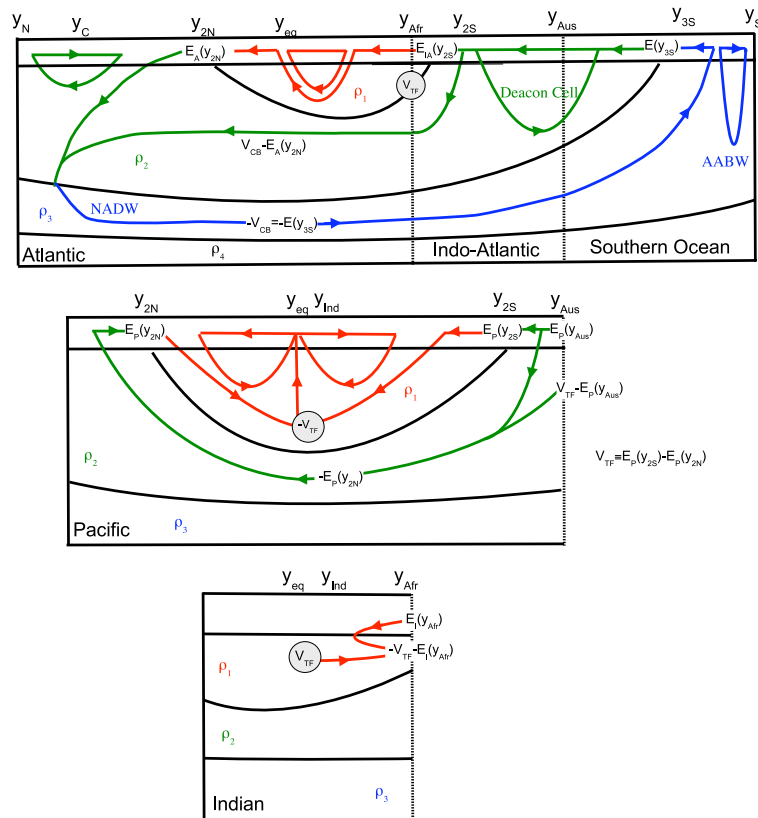 y_N y_C y_2N y_eq y_Afr y_2S y_Aus y_3S y_S
E_A(y_2N) E_IA(y_2S) E(y_3S)
ρ_1 V_TF Deacon Cell
ρ_2 V_CB-E_A(y_2N) AABW
ρ_3 NADW -V_CB=-E(y_3S)
Atlantic ρ_4 Indo-Atlantic Southern Ocean
y_2N y_eq y_Ind y_2S y_Aus
E_P(y_2N) E_P(y_2S) E_P(y_Aus)
ρ_1 V_TF-E_P(y_Aus)
-V_TF
ρ_2 V_TF≡E_P(y_2S)-E_P(y_2N)
-E_P(y_2N)
Pacific ρ_3
y_eq y_Ind y_Afr
E_I(y_Afr)
ρ_1 V_TF -V_TF-E_I(y_Afr)
ρ_2
Indian ρ_3